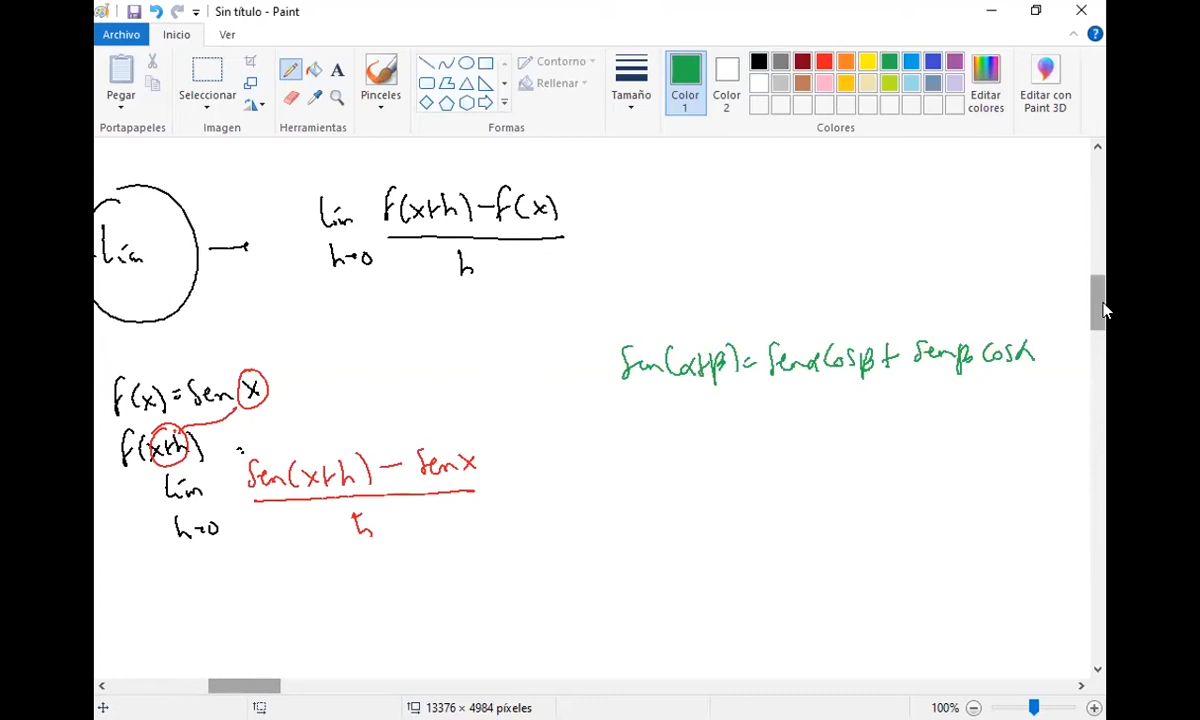 Sin título - Paint
Archivo Inicio Ver
Pegar
Seleccionar
A
Pinceles
Contorno
Rellenar
Tamaño
Color 1
Color 2
Editar colores
Editar con Paint 3D
Portapapeles Imagen Herramientas Formas Colores
Lím → lím h→0 f(x+h)-f(x) / h
Sen(α+β)= Senα Cosβ + Senβ Cosα
f(x)= Sen x
f(x+h) =
lím h→0 Sen(x+h) - Sen x / h
13376 × 4984 píxeles 100%